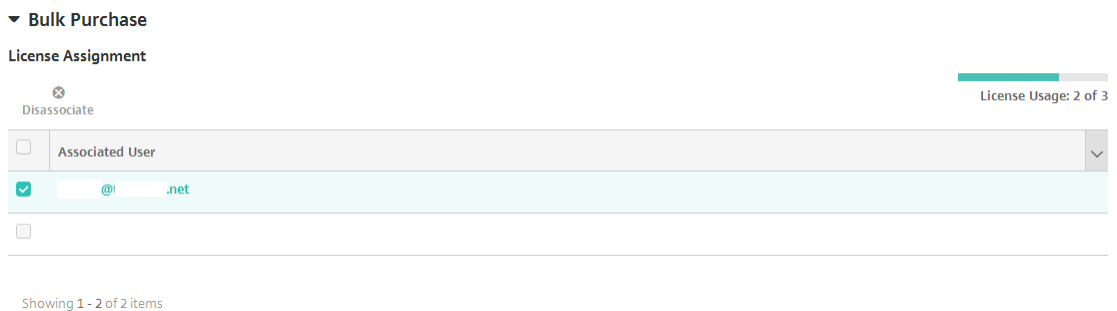 Bulk Purchase
License Assignment
Disassociate
License Usage: 2 of 3
Associated User
@ .net
Showing 1 - 2 of 2 items